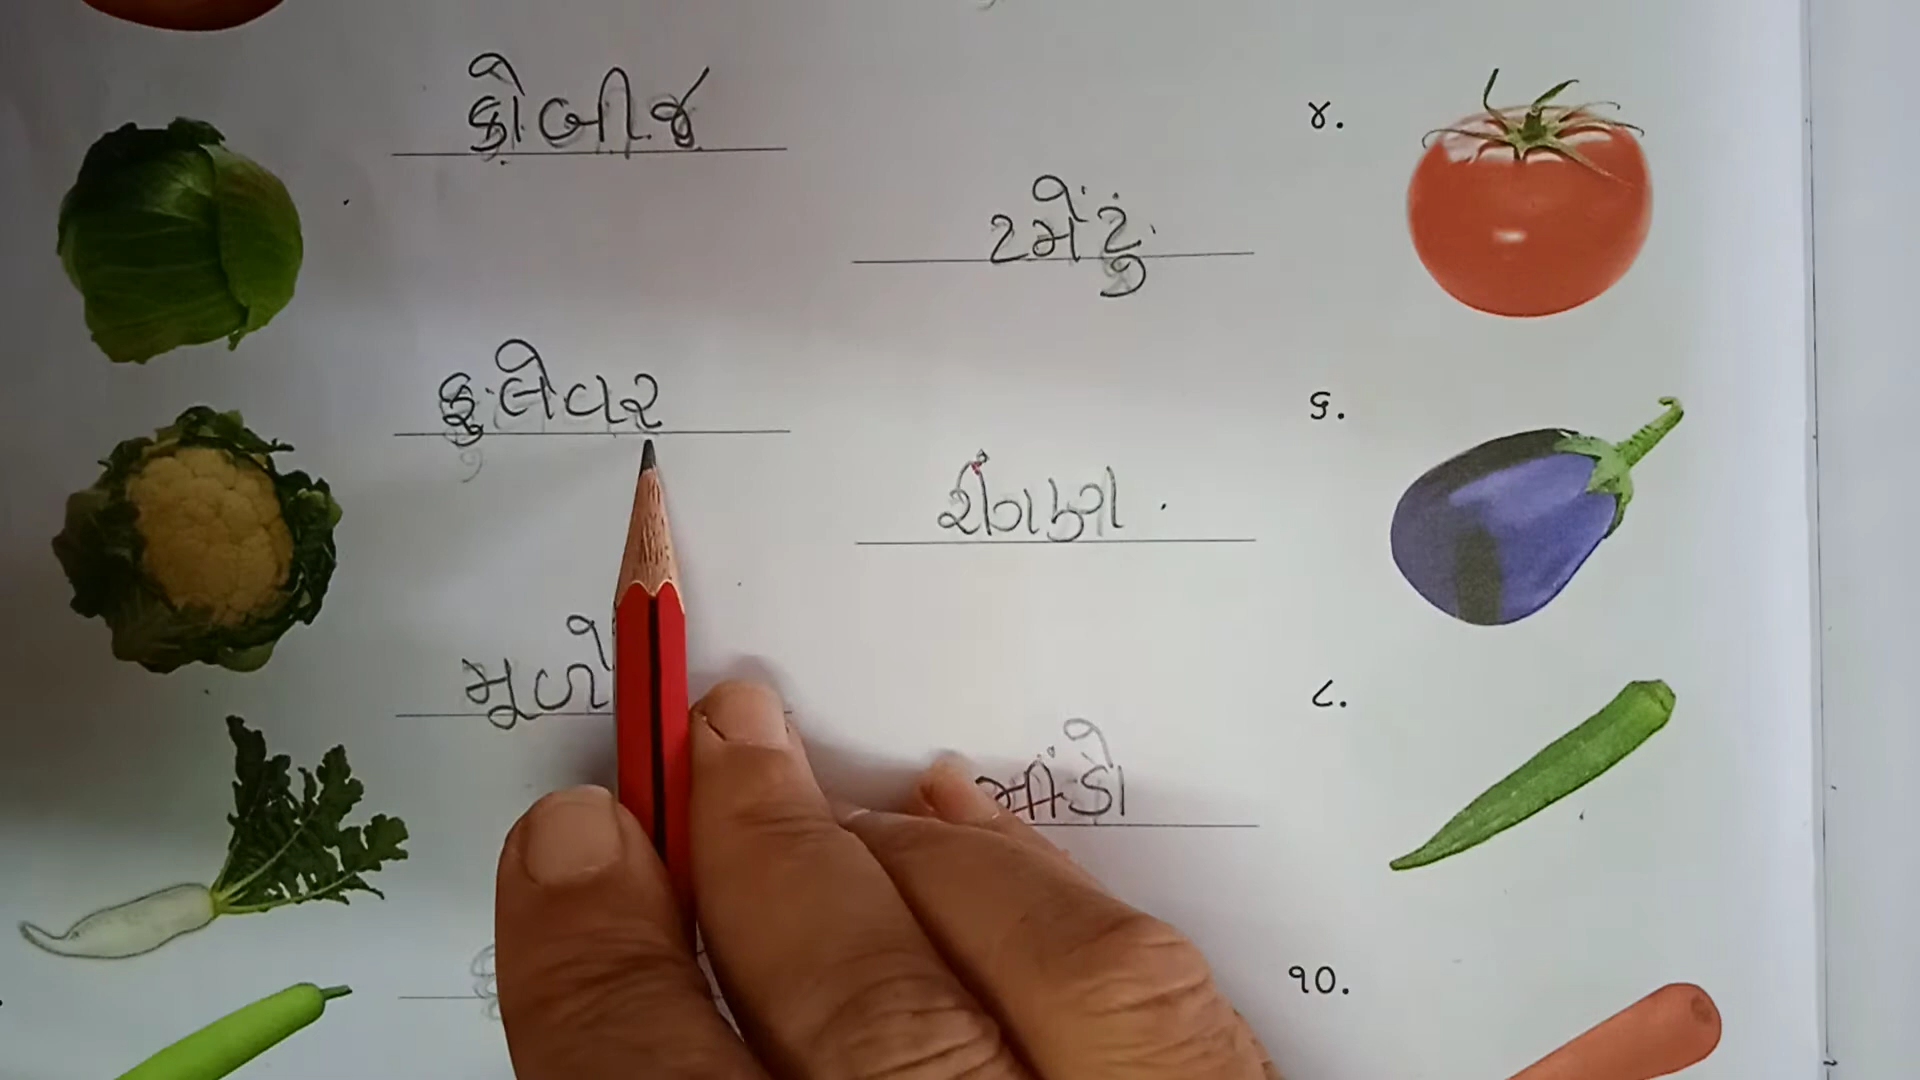 કોબીજ
૪.
ટમેટું
ફુલેવર
૬.
રીંગણ
મૂળો
૮.
ભીંડો
૧૦.